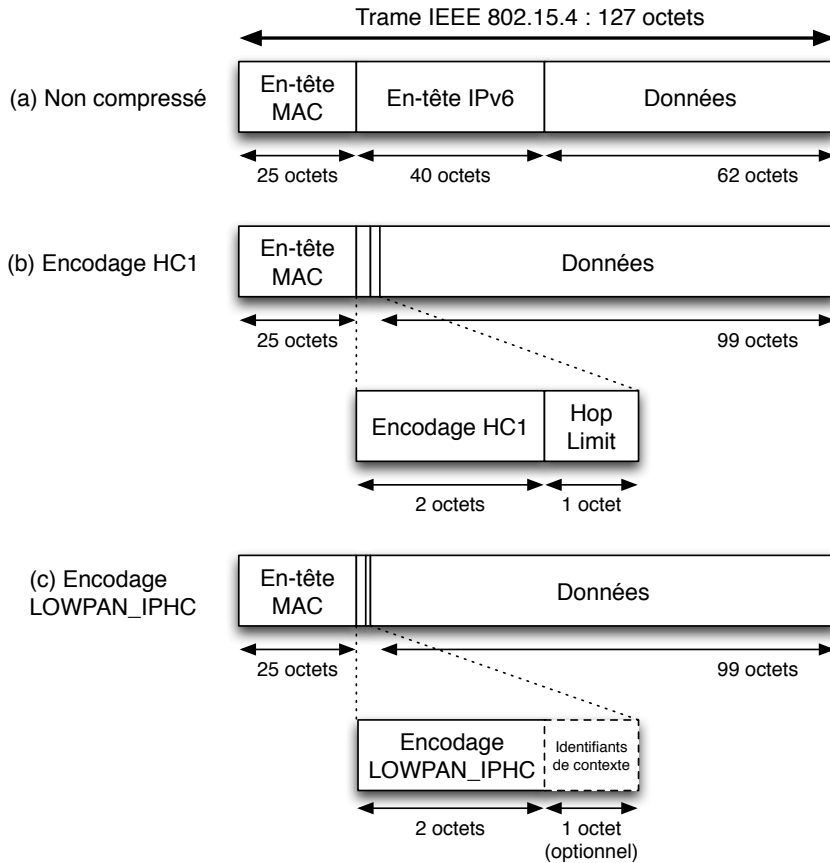 Trame IEEE 802.15.4 : 127 octets
(a) Non compressé
En-tête
MAC
En-tête IPv6
Données
25 octets
40 octets
62 octets
(b) Encodage HC1
En-tête
MAC
Données
25 octets
99 octets
Encodage HC1
Hop
Limit
2 octets
1 octet
(c) Encodage
LOWPAN_IPHC
En-tête
MAC
Données
25 octets
99 octets
Encodage
LOWPAN_IPHC
Identifiants
de contexte
2 octets
1 octet
(optionnel)